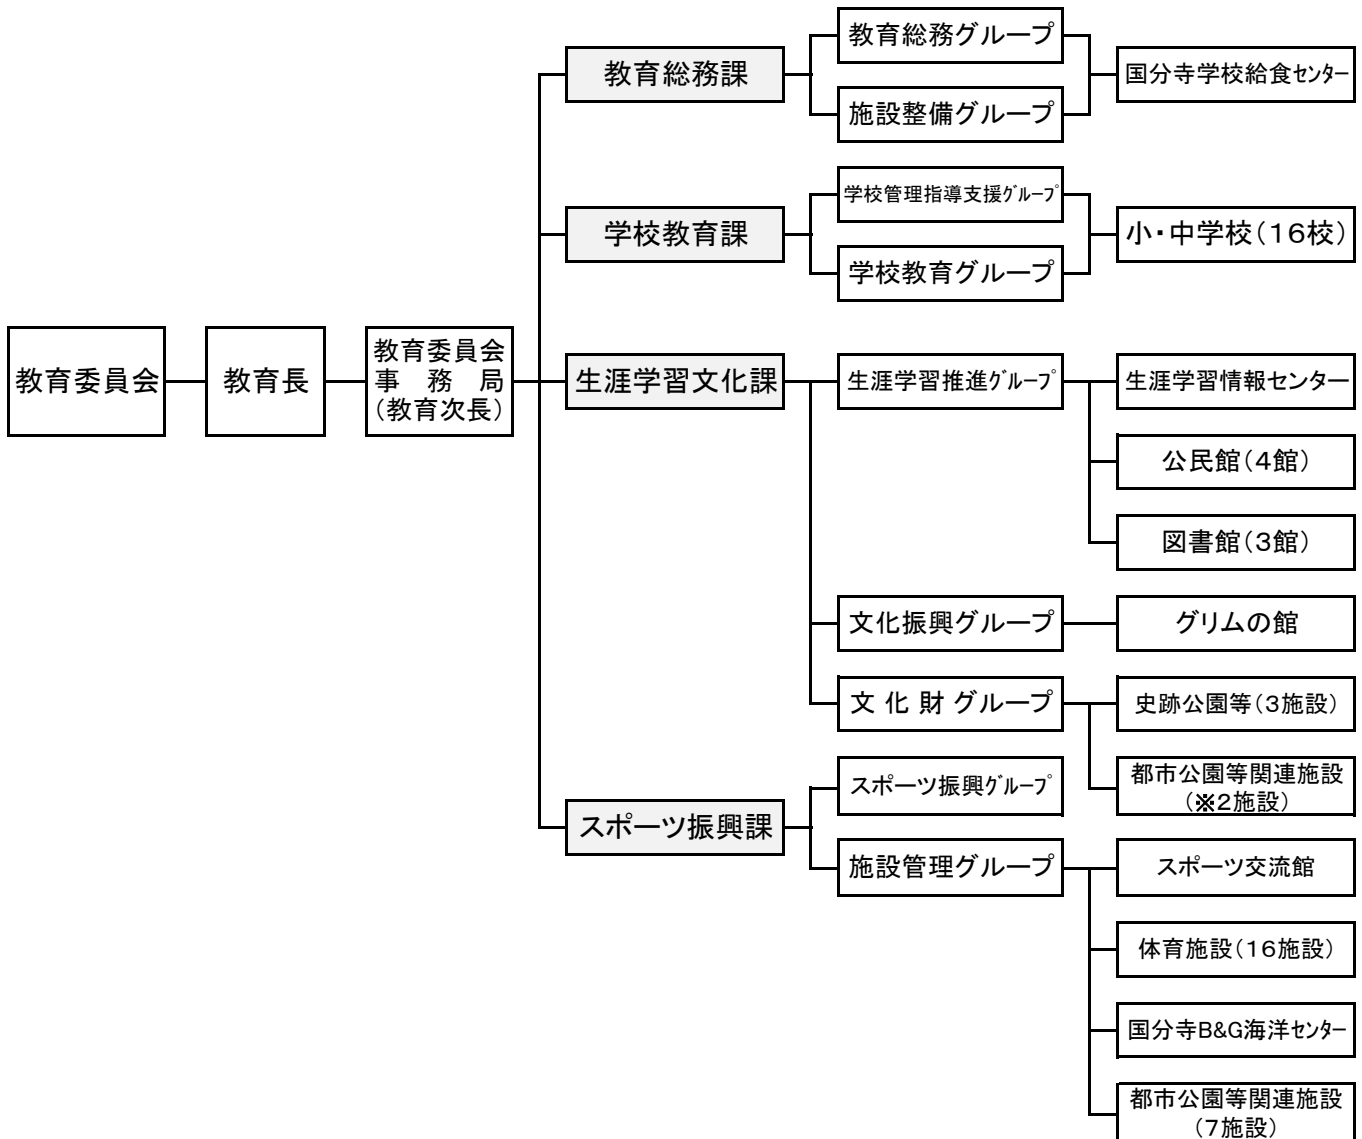 教育委員会
教育長
教育委員会
事 務 局
(教育次長)
教育総務課
教育総務グループ
施設整備グループ
国分寺学校給食ｾﾝﾀｰ
学校教育課
学校管理指導支援ｸﾞﾙｰﾌﾟ
学校教育グループ
小・中学校(16校)
生涯学習文化課
生涯学習推進ｸﾞﾙｰﾌﾟ
生涯学習情報センター
公民館(4館)
図書館(3館)
文化振興グループ
グリムの館
文 化 財 グループ
史跡公園等(3施設)
都市公園等関連施設
(※2施設)
スポーツ振興課
スポーツ振興ｸﾞﾙｰﾌﾟ
施設管理グループ
スポーツ交流館
体育施設(16施設)
国分寺B&G海洋ｾﾝﾀｰ
都市公園等関連施設
(7施設)